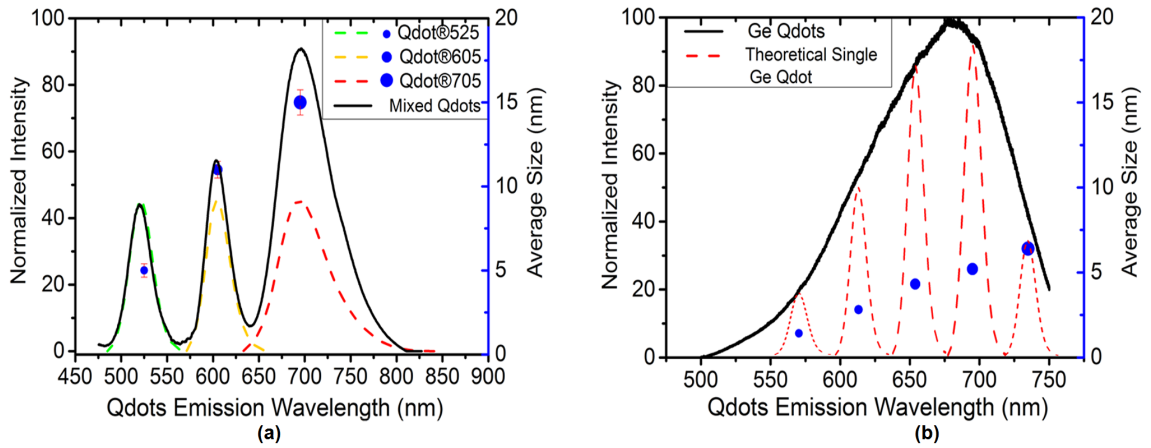 100
80
60
40
20
0
Normalized Intensity
450 500 550 600 650 700 750 800 850 900
Qdots Emission Wavelength (nm)
20
15
10
5
0
Average Size (nm)
Qdot®525
Qdot®605
Qdot®705
Mixed Qdots
(a)
100
80
60
40
20
0
Normalized Intensity
500 550 600 650 700 750
Qdots Emission Wavelength (nm)
20
15
10
5
0
Average Size (nm)
Ge Qdots
Theoretical Single
Ge Qdot
(b)